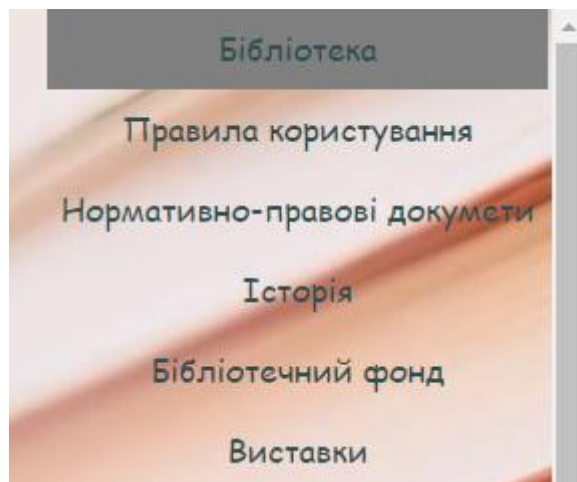 Бібліотека
Правила користування
Нормативно-правові докумети
Історія
Бібліотечний фонд
Виставки